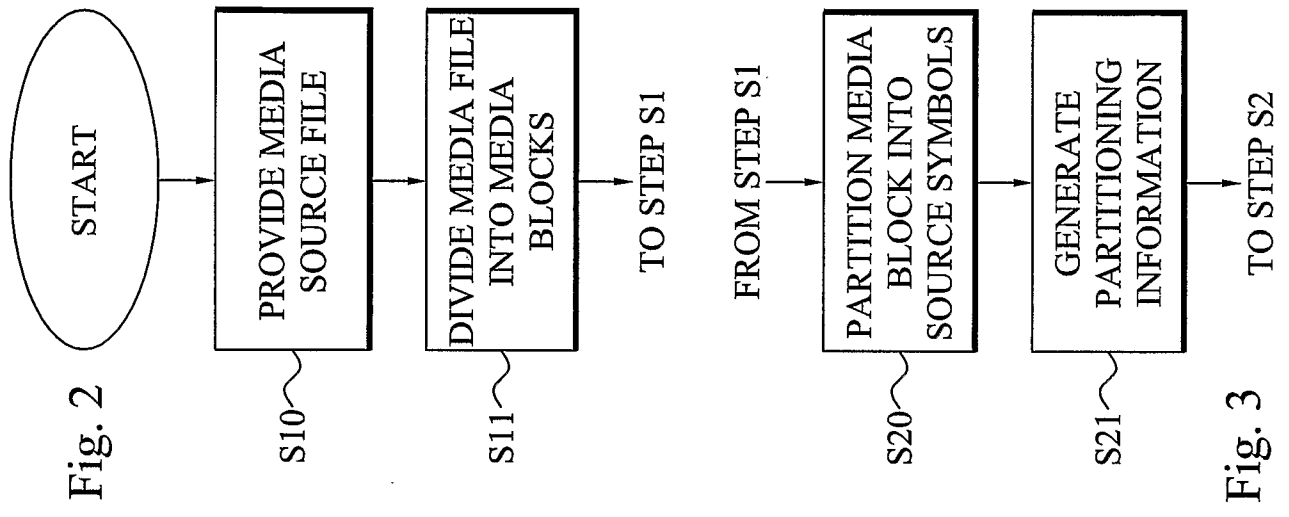 Fig. 2
START
S10
PROVIDE MEDIA
SOURCE FILE
S11
DIVIDE MEDIA FILE
INTO MEDIA
BLOCKS
TO STEP S1
FROM STEP S1
S20
PARTITION MEDIA
BLOCK INTO
SOURCE SYMBOLS
S21
GENERATE
PARTITIONING
INFORMATION
TO STEP S2
Fig. 3